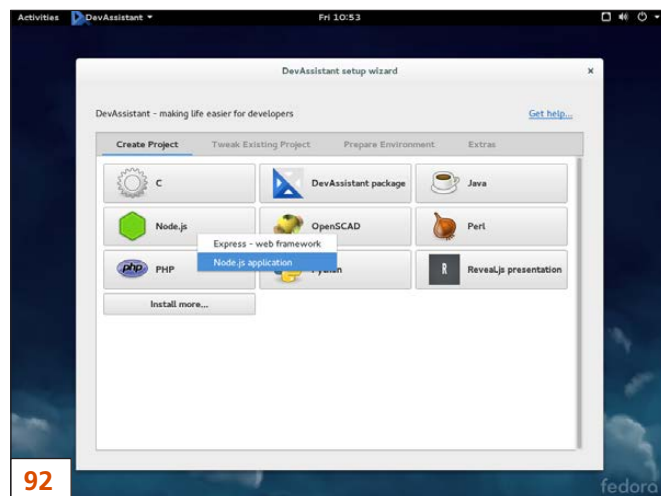 Activities DevAssistant Fri 10:53
DevAssistant setup wizard ×
DevAssistant - making life easier for developers Get help...
Create Project Tweak Existing Project Prepare Environment Extras
C DevAssistant package Java
Node.js OpenSCAD Perl
Express - web framework
Node.js application
php PHP R Reveal.js presentation
Install more...
92
fedora